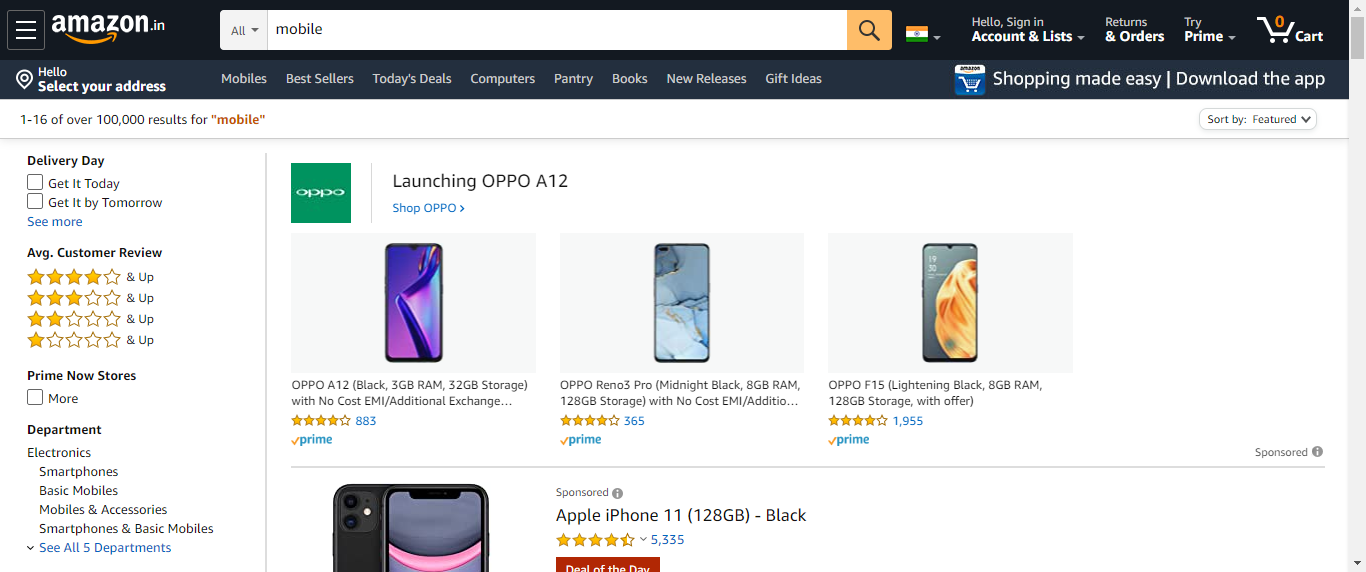 amazon.in
All
mobile
Hello, Sign in
Account & Lists
Returns
& Orders
Try
Prime
0
Cart
Hello
Select your address
Mobiles
Best Sellers
Today's Deals
Computers
Pantry
Books
New Releases
Gift Ideas
amazon
Shopping made easy | Download the app
1-16 of over 100,000 results for "mobile"
Sort by: Featured
Delivery Day
Get It Today
Get It by Tomorrow
See more
Avg. Customer Review
& Up
& Up
& Up
& Up
Prime Now Stores
More
Department
Electronics
Smartphones
Basic Mobiles
Mobiles & Accessories
Smartphones & Basic Mobiles
See All 5 Departments
oppo
Launching OPPO A12
Shop OPPO ›
19
30
OPPO A12 (Black, 3GB RAM, 32GB Storage)
with No Cost EMI/Additional Exchange…
883
prime
OPPO Reno3 Pro (Midnight Black, 8GB RAM,
128GB Storage) with No Cost EMI/Additio…
365
prime
OPPO F15 (Lightening Black, 8GB RAM,
128GB Storage, with offer)
1,955
prime
Sponsored
Sponsored
Apple iPhone 11 (128GB) - Black
5,335
Deal of the Day